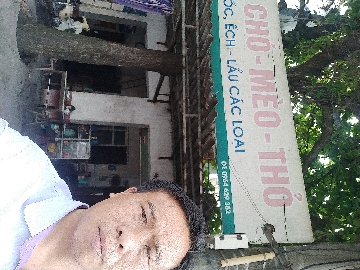 CHÓ - MÈO - THỎ
ỐC, ẾCH - LẨU CÁC LOẠI